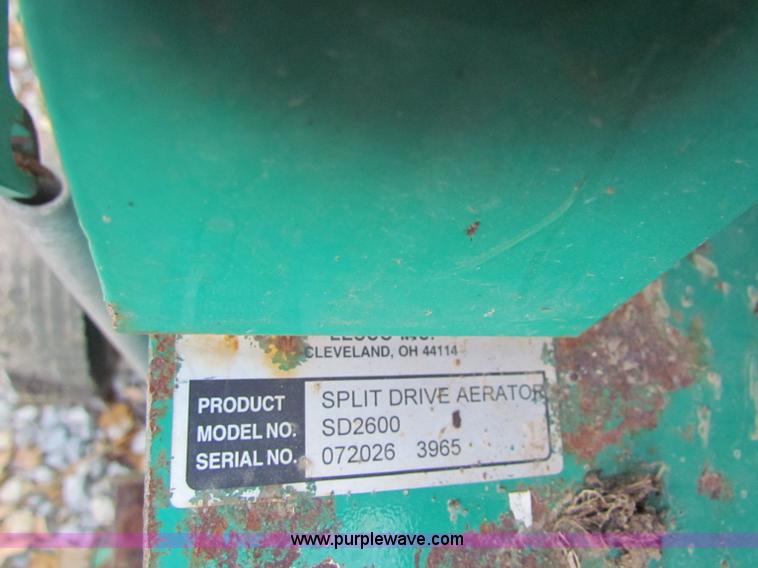 CLEVELAND, OH 44114
PRODUCT SPLIT DRIVE AERATOR
MODEL NO. SD2600
SERIAL NO. 072026 3965
www.purplewave.com